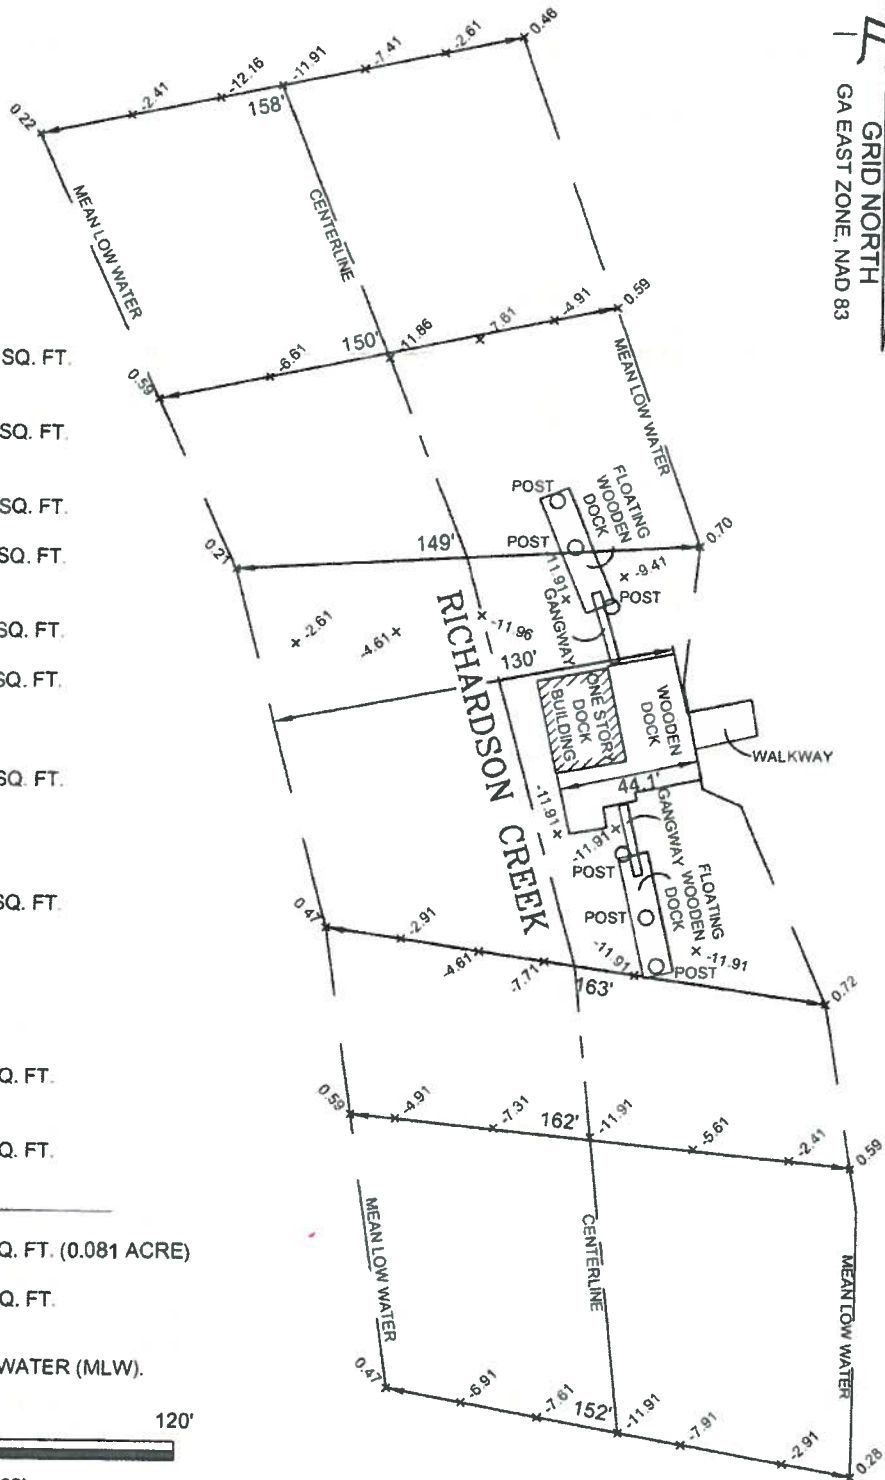 GRID NORTH
GA EAST ZONE, NAD 83
0.22
-2.41
-12.16
-11.91
-7.41
-2.61
0.46
158'
MEAN LOW WATER
CENTERLINE
0.59
-6.61
150'
-11.86
-7.61
-4.91
0.59
MEAN LOW WATER
SQ. FT.
SQ. FT.
SQ. FT.
SQ. FT.
SQ. FT.
SQ. FT.
SQ. FT.
SQ. FT.
Q. FT.
Q. FT.
Q. FT. (0.081 ACRE)
Q. FT.
WATER (MLW).
120'
POST
FLOATING
WOODEN
DOCK
POST
0.21
149'
0.70
-9.41
11.91
POST
GANGWAY
-2.61
-4.61
-11.96
130'
RICHARDSON CREEK
ONE STORY
DOCK
BUILDING
WOODEN
DOCK
WALKWAY
44.1'
-11.91
-11.91
GANGWAY
POST
FLOATING
WOODEN
DOCK
POST
-11.91
POST
0.47
-2.91
-4.61
-7.71
-11.91
163'
0.72
0.59
-4.91
-7.31
162'
-11.91
-5.61
-2.41
0.59
MEAN LOW WATER
CENTERLINE
MEAN LOW WATER
0.47
-6.91
-7.61
152'
-11.91
-7.91
-2.91
0.28